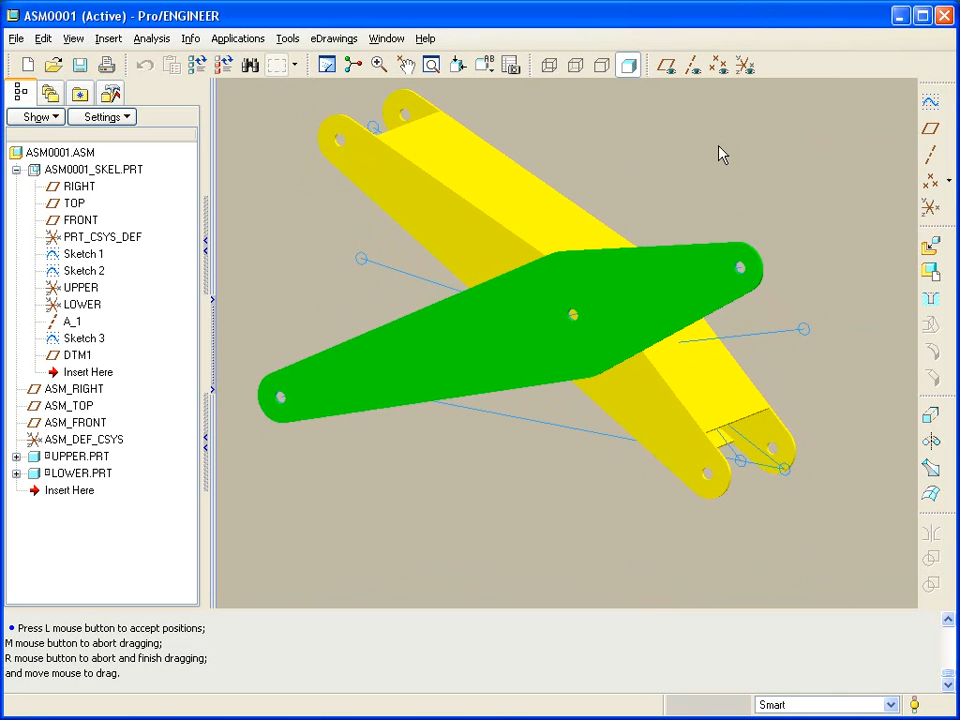 ASM0001 (Active) - Pro/ENGINEER
File Edit View Insert Analysis Info Applications Tools eDrawings Window Help
Show Settings
ASM0001.ASM
ASM0001_SKEL.PRT
RIGHT
TOP
FRONT
PRT_CSYS_DEF
Sketch 1
Sketch 2
UPPER
LOWER
A_1
Sketch 3
DTM1
Insert Here
ASM_RIGHT
ASM_TOP
ASM_FRONT
ASM_DEF_CSYS
UPPER.PRT
LOWER.PRT
Insert Here
Press L mouse button to accept positions;
M mouse button to abort dragging;
R mouse button to abort and finish dragging;
and move mouse to drag.
Smart